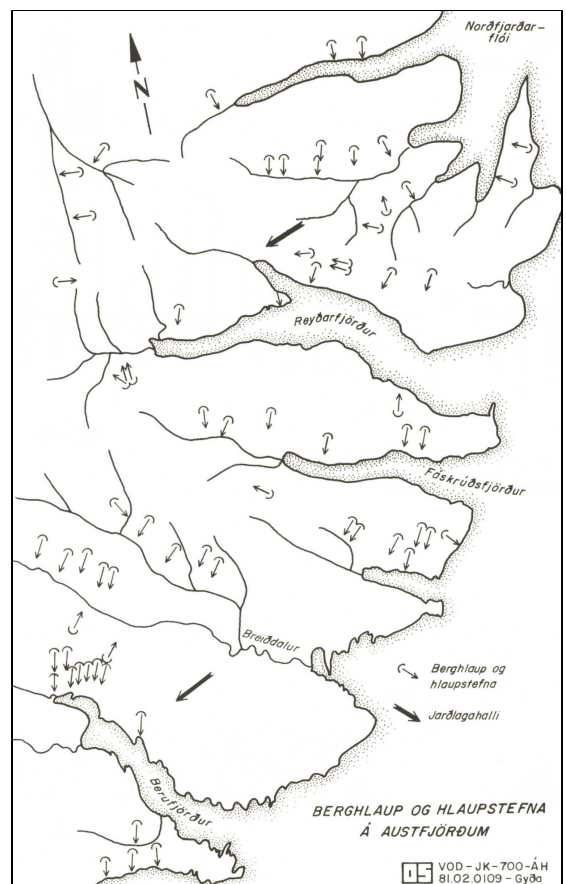 Norðfjarðar-
flói
N
Reyðarfjörður
Fáskrúðsfjörður
Breiðdalur
Berghlaup og
hlaupstefna
Jarðlagahalli
Berufjörður
BERGHLAUP OG HLAUPSTEFNA
Á AUSTFJÖRÐUM
OS VOD-JK-700-ÁH
81.02.0109-Gyða